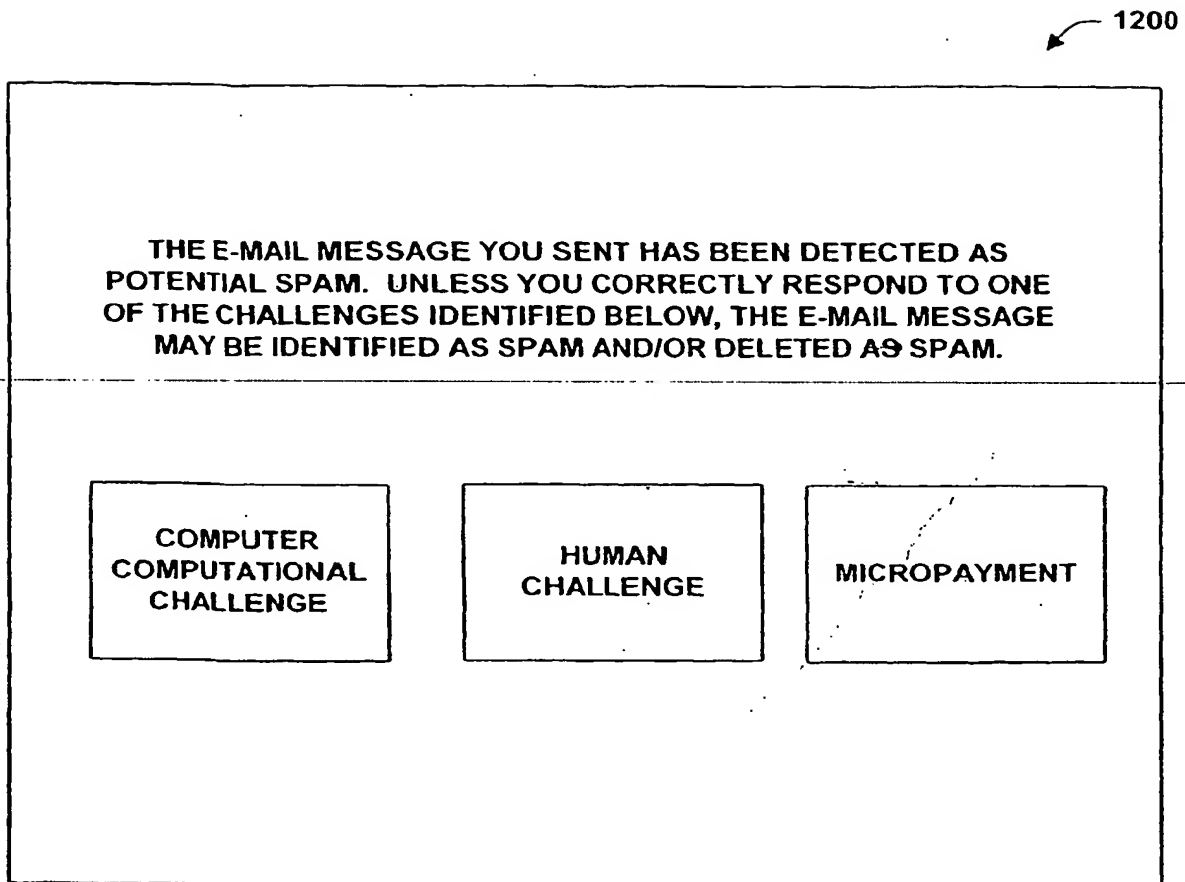 1200
THE E-MAIL MESSAGE YOU SENT HAS BEEN DETECTED AS
POTENTIAL SPAM. UNLESS YOU CORRECTLY RESPOND TO ONE
OF THE CHALLENGES IDENTIFIED BELOW, THE E-MAIL MESSAGE
MAY BE IDENTIFIED AS SPAM AND/OR DELETED AS SPAM.
COMPUTER
COMPUTATIONAL
CHALLENGE
HUMAN
CHALLENGE
MICROPAYMENT